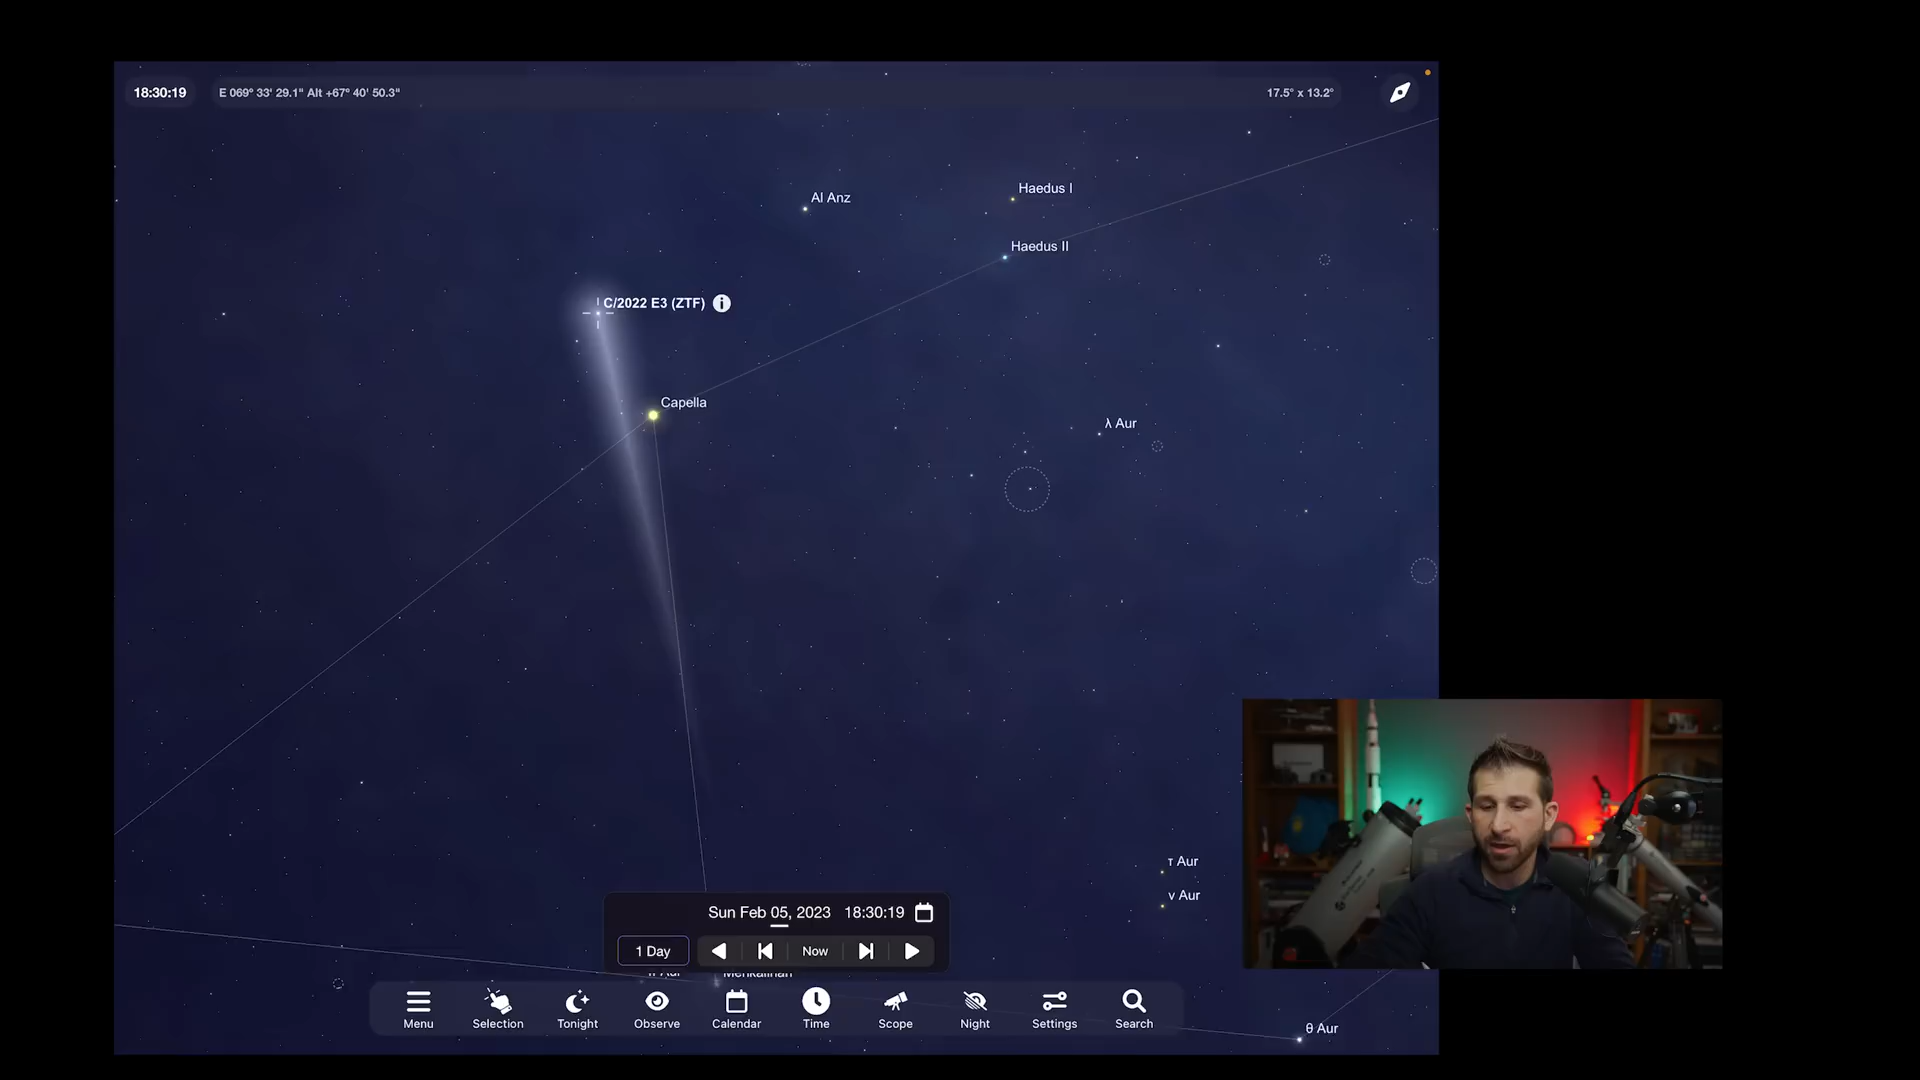 18:30:19
E 069° 33' 29.1" Alt +67° 40' 50.3"
17.5° x 13.2°
Al Anz
Haedus I
Haedus II
C/2022 E3 (ZTF)
Capella
λ Aur
τ Aur
ν Aur
Sun Feb 05, 2023 18:30:19
1 Day
Now
Menkalinan
Menu
Selection
Tonight
Observe
Calendar
Time
Scope
Night
Settings
Search
θ Aur